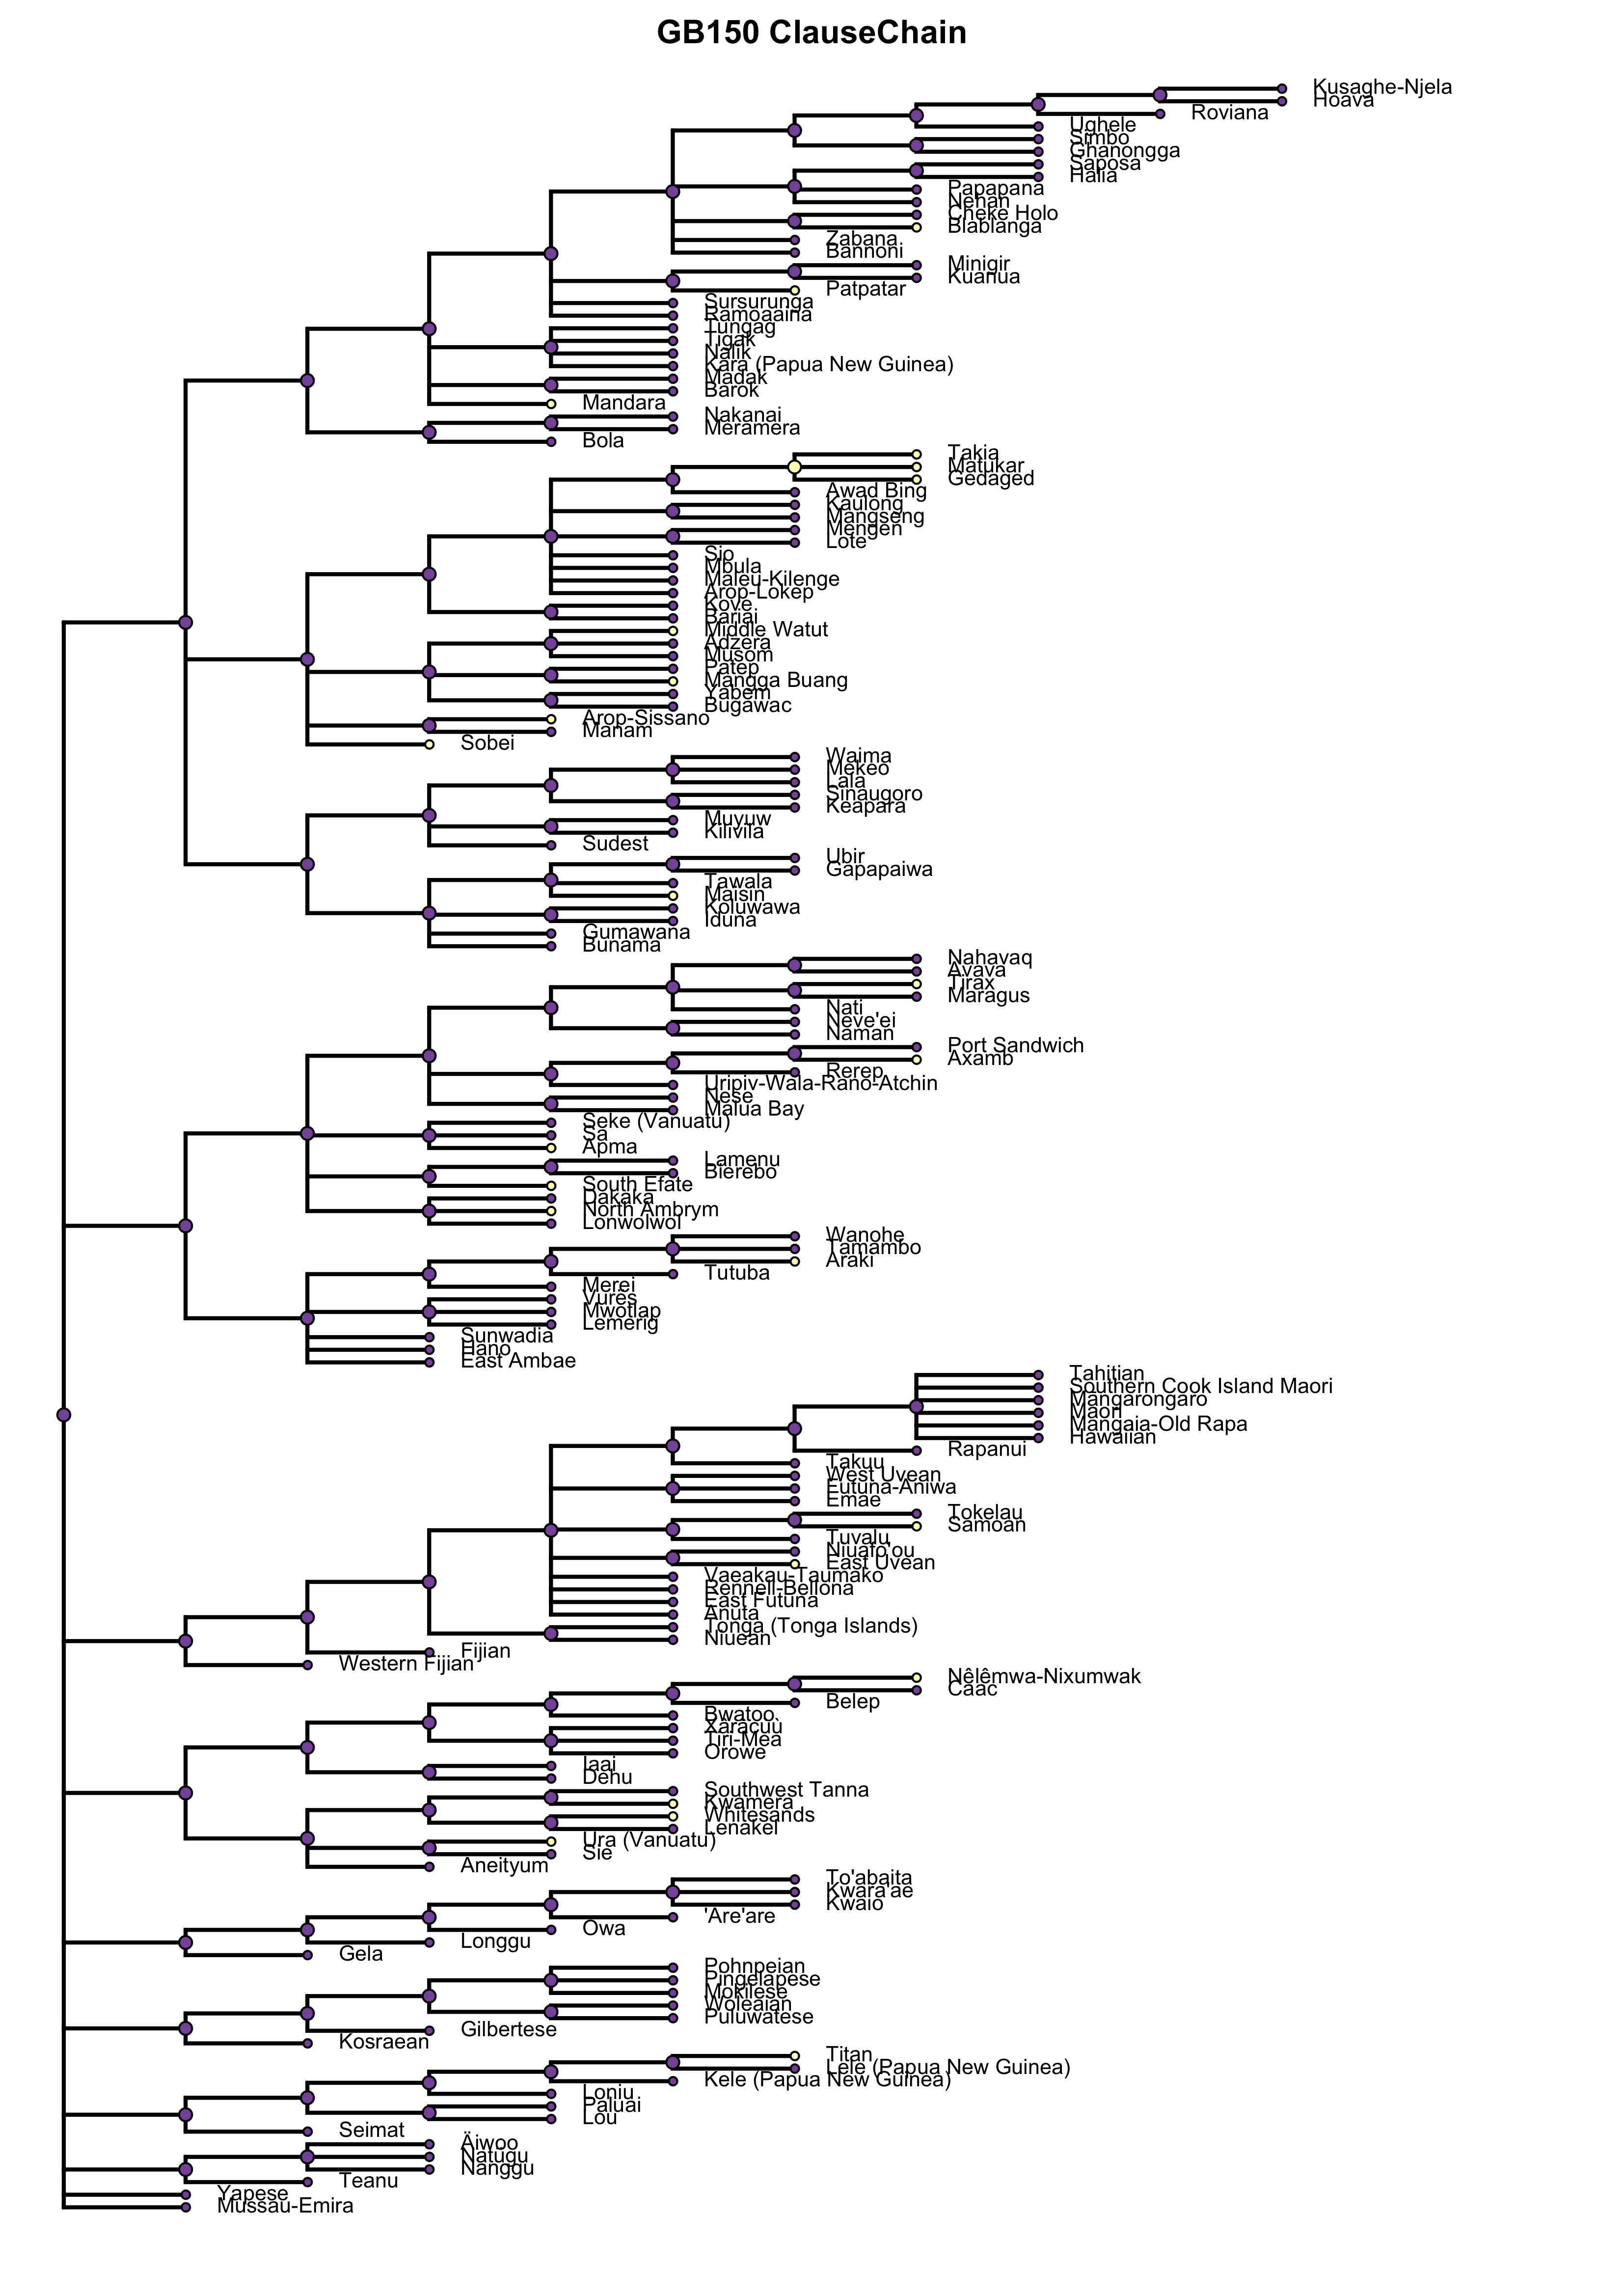 GB150 ClauseChain
Kusaghe-Njela
Hoava
Roviana
Ughele
Simbo
Ghanongga
Saposa
Halia
Papapana
Nehan
Cheke Holo
Blablanga
Zabana
Bannoni
Minigir
Kuanua
Patpatar
Sursurunga
Ramoaaina
Tungag
Tigak
Nalik
Kara (Papua New Guinea)
Madak
Barok
Mandara
Nakanai
Meramera
Bola
Takia
Matukar
Gedaged
Awad Bing
Kaulong
Mangseng
Mengen
Lote
Sio
Mbula
Maleu-Kilenge
Arop-Lokep
Kove
Bariai
Middle Watut
Adzera
Musom
Patep
Mangga Buang
Yabem
Bugawac
Arop-Sissano
Manam
Sobei
Waima
Mekeo
Lala
Sinaugoro
Keapara
Muyuw
Kilivila
Sudest
Ubir
Gapapaiwa
Tawala
Maisin
Koluwawa
Iduna
Gumawana
Bunama
Nahavaq
Avava
Tirax
Maragus
Nati
Neve'ei
Naman
Port Sandwich
Axamb
Rerep
Uripiv-Wala-Rano-Atchin
Nese
Malua Bay
Seke (Vanuatu)
Sa
Apma
Lamenu
Bierebo
South Efate
Dakaka
North Ambrym
Lonwolwol
Wanohe
Tamambo
Araki
Tutuba
Merei
Vurës
Mwotlap
Lemerig
Sunwadia
Hano
East Ambae
Tahitian
Southern Cook Island Maori
Mangarongaro
Maori
Mangaia-Old Rapa
Hawaiian
Rapanui
Takuu
West Uvean
Futuna-Aniwa
Emae
Tokelau
Samoan
Tuvalu
Niuafo'ou
East Uvean
Vaeakau-Taumako
Rennell-Bellona
East Futuna
Anuta
Tonga (Tonga Islands)
Niuean
Fijian
Western Fijian
Nêlêmwa-Nixumwak
Caac
Belep
Bwatoo
Xârâcùù
Tiri-Mea
Orowe
Iaai
Dehu
Southwest Tanna
Kwamera
Whitesands
Lenakel
Ura (Vanuatu)
Sie
Aneityum
To'abaita
Kwara'ae
Kwaio
'Are'are
Owa
Longgu
Gela
Pohnpeian
Pingelapese
Mokilese
Woleaian
Puluwatese
Gilbertese
Kosraean
Titan
Lele (Papua New Guinea)
Kele (Papua New Guinea)
Loniu
Paluai
Lou
Seimat
Äiwoo
Natügu
Nanggu
Teanu
Yapese
Mussau-Emira